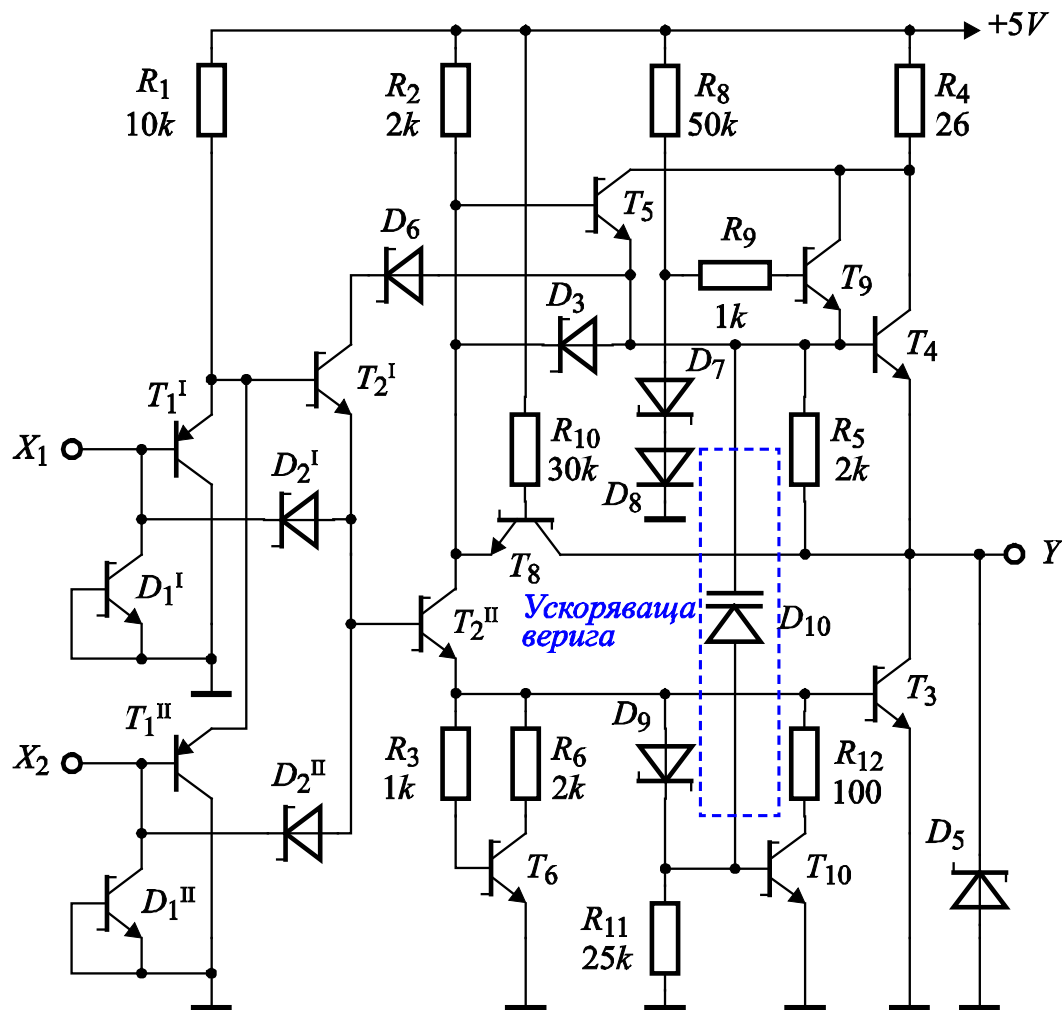 +5V
R1
10k
R2
2k
R8
50k
R4
26
T5
D6
R9
1k
T9
D3
D7
T4
T1I
T2I
X1
R10
30k
R5
2k
D2I
D8
T8
Y
D1I
Ускоряваща
верига
D10
T2II
T3
T1II
D9
X2
R3
1k
R6
2k
R12
100
D2II
D5
T6
T10
D1II
R11
25k